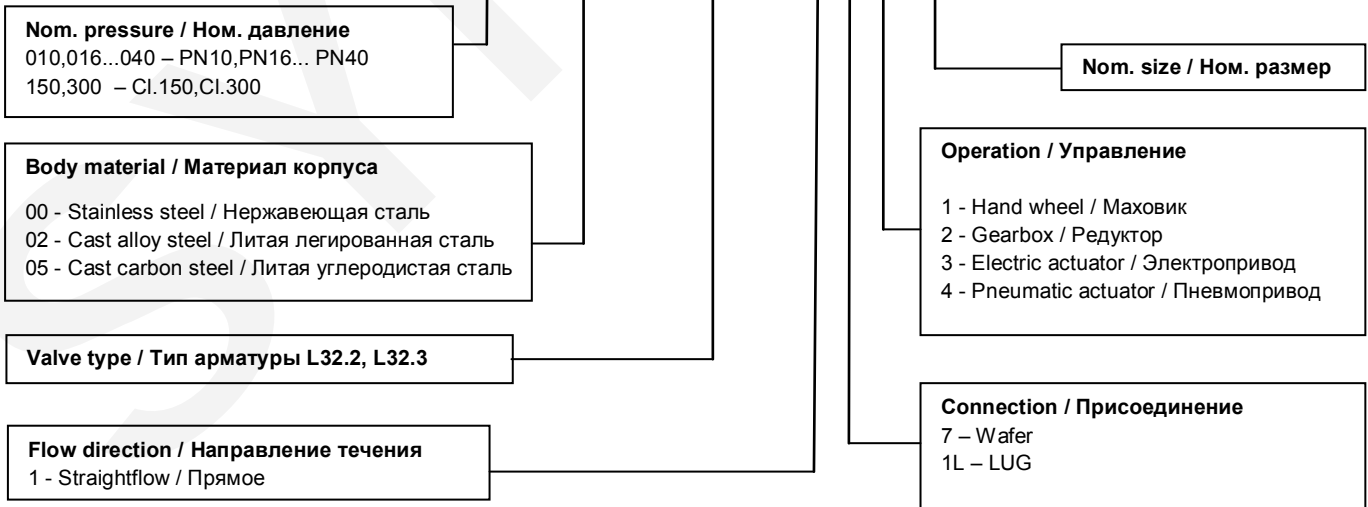 Nom. pressure / Ном. давление
010,016...040 – PN10,PN16... PN40
150,300 – Cl.150,Cl.300
Nom. size / Ном. размер
Body material / Материал корпуса
00 - Stainless steel / Нержавеющая сталь
02 - Cast alloy steel / Литая легированная сталь
05 - Cast carbon steel / Литая углеродистая сталь
Operation / Управление
1 - Hand wheel / Маховик
2 - Gearbox / Редуктор
3 - Electric actuator / Электропривод
4 - Pneumatic actuator / Пневмопривод
Valve type / Тип арматуры L32.2, L32.3
Flow direction / Направление течения
1 - Straightflow / Прямое
Connection / Присоединение
7 – Wafer
1L – LUG